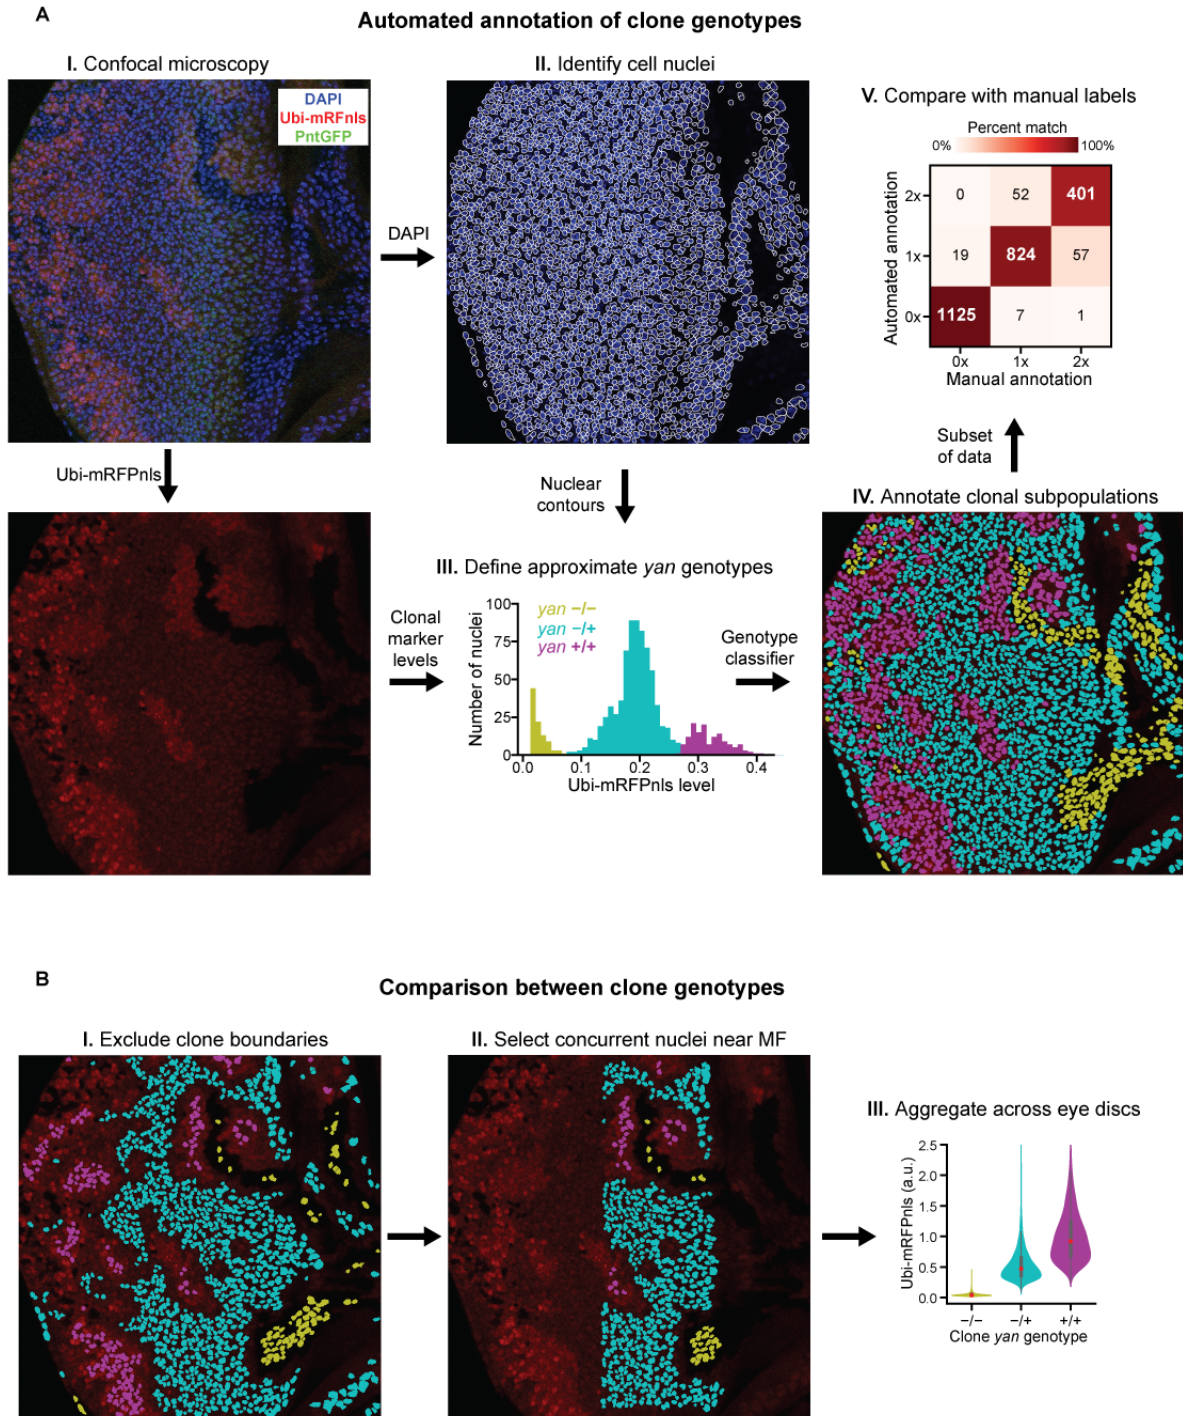 A
Automated annotation of clone genotypes
I. Confocal microscopy
DAPI
Ubi-mRFnls
PntGFP
DAPI
II. Identify cell nuclei
V. Compare with manual labels
Percent match
0% 100%
Automated annotation
2x 0 52 401
1x 19 824 57
0x 1125 7 1
0x 1x 2x
Manual annotation
Ubi-mRFPnls
Nuclear
contours
Subset
of data
IV. Annotate clonal subpopulations
III. Define approximate yan genotypes
Clonal
marker
levels
Number of nuclei
100
75
50
25
0
yan −/−
yan −/+
yan +/+
0.0 0.1 0.2 0.3 0.4
Ubi-mRFPnls level
Genotype
classifier
B
Comparison between clone genotypes
I. Exclude clone boundaries
II. Select concurrent nuclei near MF
III. Aggregate across eye discs
Ubi-mRFPnls (a.u.)
2.5
2.0
1.5
1.0
0.5
0.0
−/− −/+ +/+
Clone yan genotype